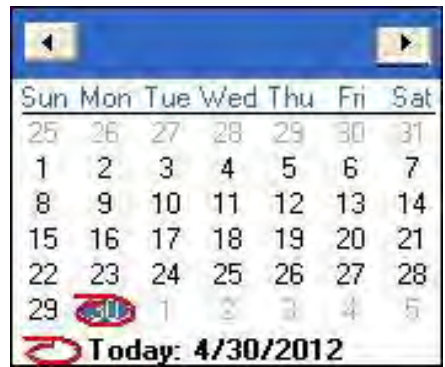 Sun Mon Tue Wed Thu Fri Sat
25 26 27 28 29 30 31
1 2 3 4 5 6 7
8 9 10 11 12 13 14
15 16 17 18 19 20 21
22 23 24 25 26 27 28
29 30 1 2 3 4 5
Today: 4/30/2012